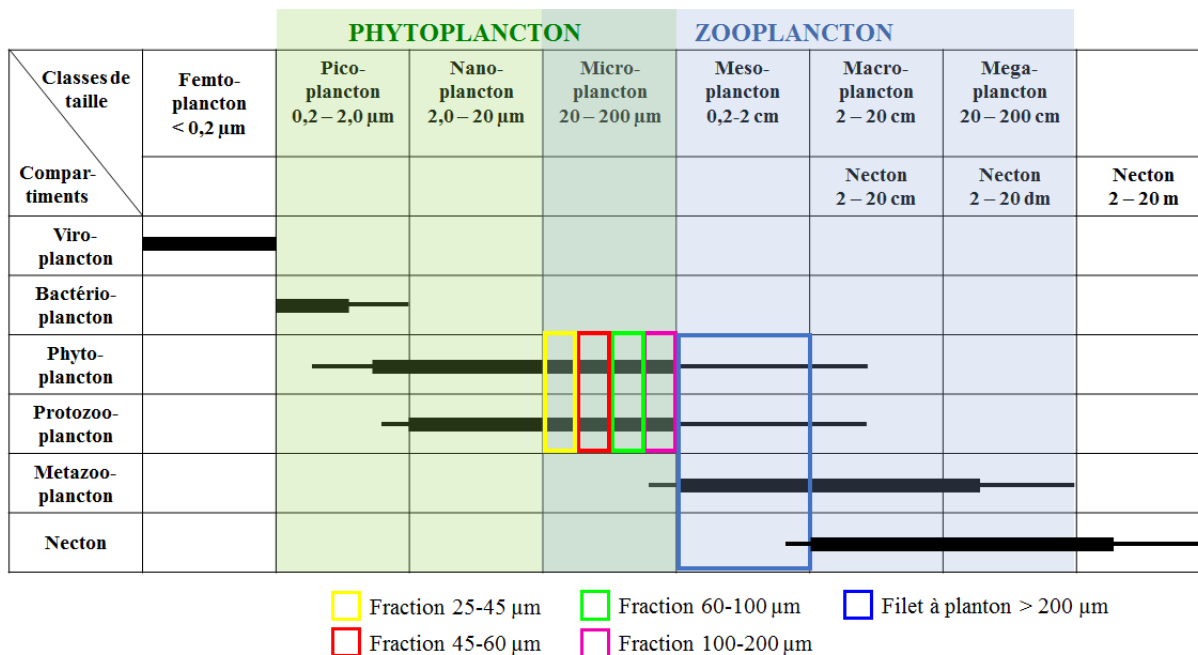 PHYTOPLANCTON
ZOOPLANCTON
Classes de
taille
Compar-
timents
Femto-
plancton
< 0,2 µm
Pico-
plancton
0,2 – 2,0 µm
Nano-
plancton
2,0 – 20 µm
Micro-
plancton
20 – 200 µm
Meso-
plancton
0,2-2 cm
Macro-
plancton
2 – 20 cm
Mega-
plancton
20 – 200 cm
Necton
2 – 20 cm
Necton
2 – 20 dm
Necton
2 – 20 m
Viro-
plancton
Bactério-
plancton
Phyto-
plancton
Protozoo-
plancton
Metazoo-
plancton
Necton
Fraction 25-45 µm
Fraction 60-100 µm
Filet à planton > 200 µm
Fraction 45-60 µm
Fraction 100-200 µm